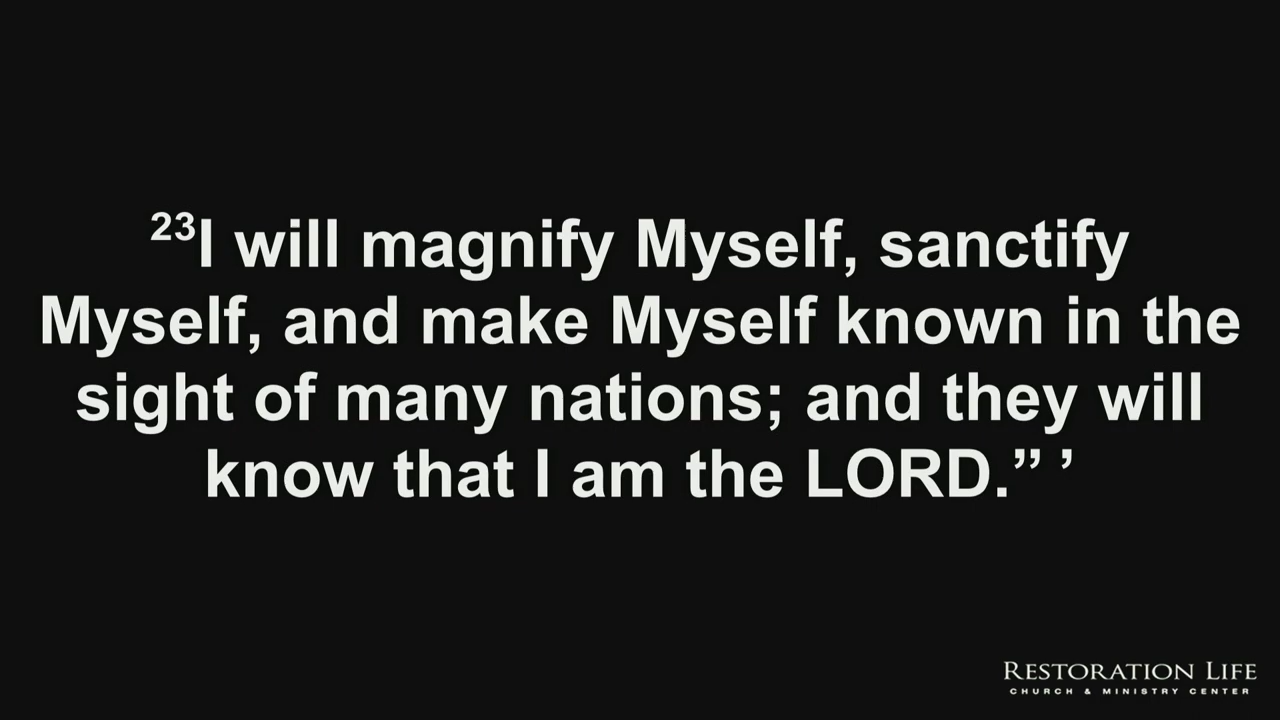 ²³I will magnify Myself, sanctify
Myself, and make Myself known in the
sight of many nations; and they will
know that I am the LORD.” ’
RESTORATION LIFE
CHURCH & MINISTRY CENTER